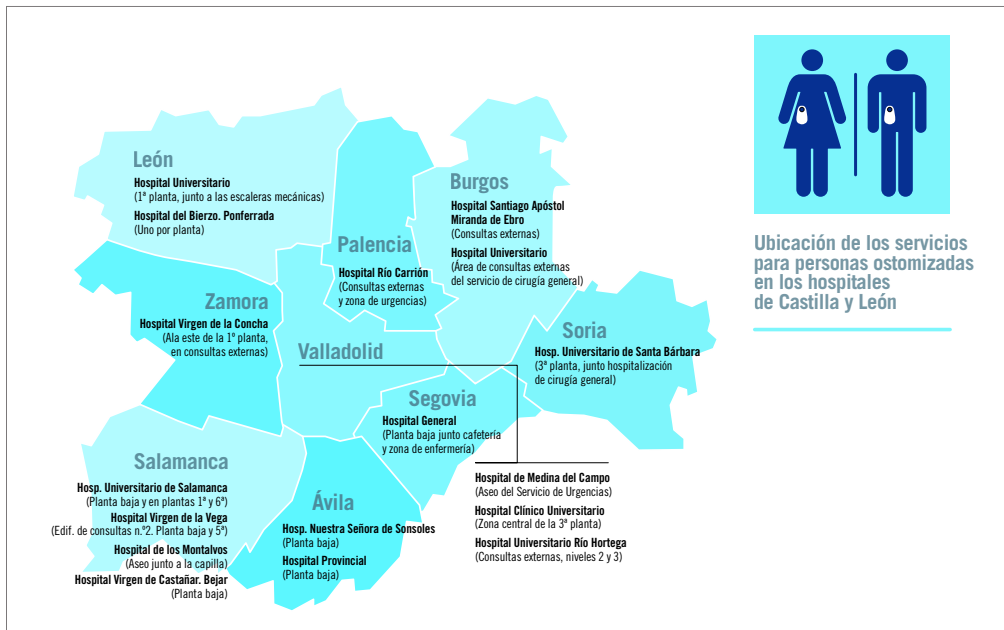 León
Hospital Universitario
(1ª planta, junto a las escaleras mecánicas)
Hospital del Bierzo. Ponferrada
(Uno por planta)
Burgos
Hospital Santiago Apóstol
Miranda de Ebro
(Consultas externas)
Hospital Universitario
(Área de consultas externas
del servicio de cirugía general)
Palencia
Hospital Río Carrión
(Consultas externas
y zona de urgencias)
Zamora
Hospital Virgen de la Concha
(Ala este de la 1º planta,
en consultas externas)
Valladolid
Soria
Hosp. Universitario de Santa Bárbara
(3ª planta, junto hospitalización
de cirugía general)
Segovia
Hospital General
(Planta baja junto cafetería
y zona de enfermería)
Salamanca
Hosp. Universitario de Salamanca
(Planta baja y en plantas 1ª y 6ª)
Hospital Virgen de la Vega
(Edif. de consultas n.º2. Planta baja y 5ª)
Hospital de los Montalvos
(Aseo junto a la capilla)
Hospital Virgen de Castañar. Bejar
(Planta baja)
Ávila
Hosp. Nuestra Señora de Sonsoles
(Planta baja)
Hospital Provincial
(Planta baja)
Hospital de Medina del Campo
(Aseo del Servicio de Urgencias)
Hospital Clínico Universitario
(Zona central de la 3ª planta)
Hospital Universitario Río Hortega
(Consultas externas, niveles 2 y 3)
Ubicación de los servicios
para personas ostomizadas
en los hospitales
de Castilla y León